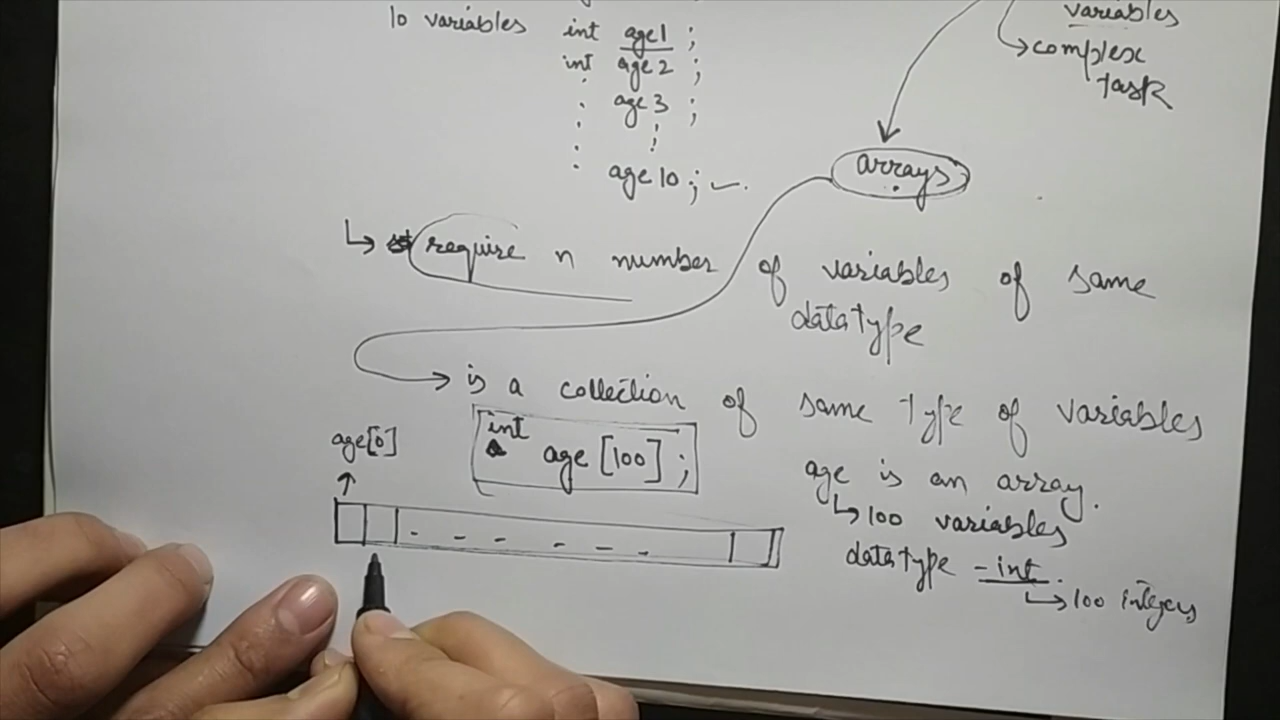 10 variables int age1 ;
int age2 ;
age3 ;
age10 ;
variables
complex
task
arrays
require n number of variables of same
datatype
is a collection of same type of variables
int
age [100] ;
age[0]
age is an array.
100 variables
datatype - int.
100 integers